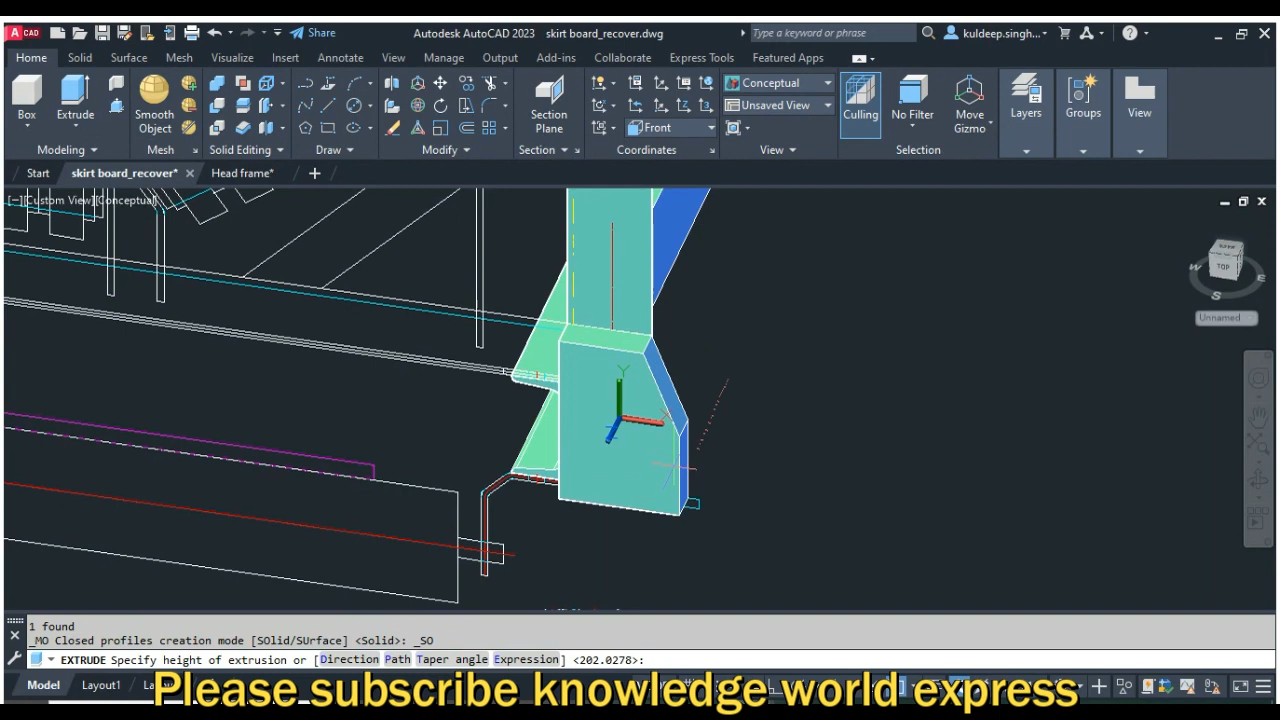 A CAD
Share
Autodesk AutoCAD 2023 skirt board_recover.dwg
Type a keyword or phrase
kuldeep.singh...
Home Solid Surface Mesh Visualize Insert Annotate View Manage Output Add-ins Collaborate Express Tools Featured Apps
Box
Extrude
Smooth
Object
Section
Plane
Front
Conceptual
Unsaved View
Culling
No Filter
Move
Gizmo
Layers
Groups
View
Modeling
Mesh
Solid Editing
Draw
Modify
Section
Coordinates
View
Selection
Start
skirt board_recover*
Head frame*
[−][Custom View][Conceptual]
TOP
W
E
S
Unnamed
Y
X
1 found
_MO Closed profiles creation mode [SOlid/SUrface] <Solid>: _SO
EXTRUDE Specify height of extrusion or [Direction Path Taper angle Expression] <202.0278>:
Model
Layout1
Please subscribe knowledge world express